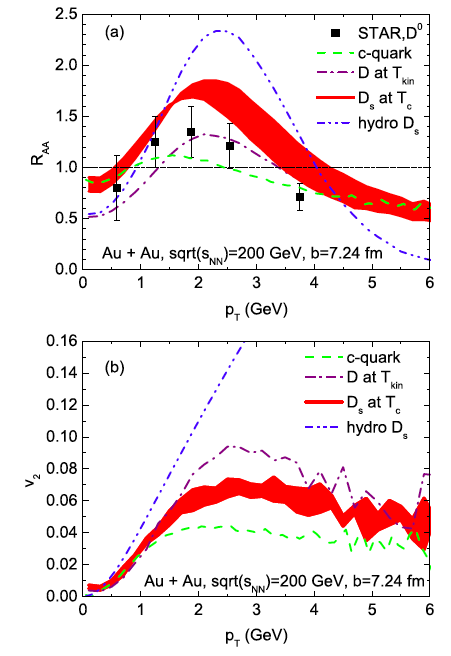 (a)
STAR,D⁰
c-quark
D at T_kin
D_s at T_c
hydro D_s
2.5
2.0
1.5
1.0
0.5
0.0
R_AA
Au + Au, sqrt(s_NN)=200 GeV, b=7.24 fm
0 1 2 3 4 5 6
p_T (GeV)
(b)
c-quark
D at T_kin
D_s at T_c
hydro D_s
0.16
0.14
0.12
0.10
0.08
0.06
0.04
0.02
0.00
v_2
Au + Au, sqrt(s_NN)=200 GeV, b=7.24 fm
0 1 2 3 4 5 6
p_T (GeV)